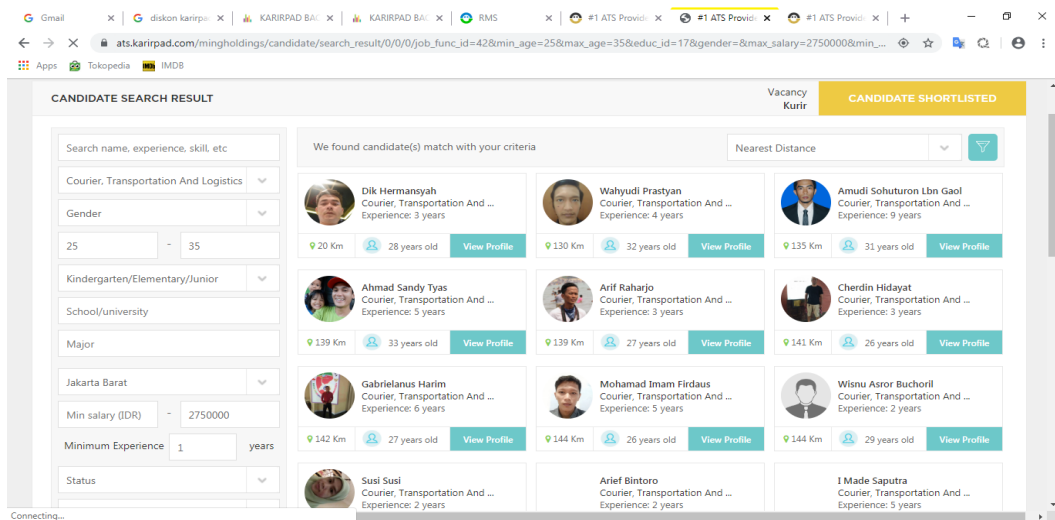 Gmail
diskon karirpad
KARIRPAD BAC
KARIRPAD BAC
RMS
#1 ATS Provide
#1 ATS Provide
#1 ATS Provide
ats.karirpad.com/mingholdings/candidate/search_result/0/0/0/job_func_id=42&min_age=25&max_age=35&educ_id=17&gender=&max_salary=2750000&min_...
Apps Tokopedia IMDB
CANDIDATE SEARCH RESULT
Vacancy
Kurir
CANDIDATE SHORTLISTED
Search name, experience, skill, etc
Courier, Transportation And Logistics
Gender
25 - 35
Kindergarten/Elementary/Junior
School/university
Major
Jakarta Barat
Min salary (IDR) - 2750000
Minimum Experience 1 years
Status
We found candidate(s) match with your criteria
Nearest Distance
Dik Hermansyah
Courier, Transportation And ...
Experience: 3 years
20 Km 28 years old View Profile
Wahyudi Prastyan
Courier, Transportation And ...
Experience: 4 years
130 Km 32 years old View Profile
Amudi Sohuturon Lbn Gaol
Courier, Transportation And ...
Experience: 9 years
135 Km 31 years old View Profile
Ahmad Sandy Tyas
Courier, Transportation And ...
Experience: 5 years
139 Km 33 years old View Profile
Arif Raharjo
Courier, Transportation And ...
Experience: 3 years
139 Km 27 years old View Profile
Cherdin Hidayat
Courier, Transportation And ...
Experience: 3 years
141 Km 26 years old View Profile
Gabrielanus Harim
Courier, Transportation And ...
Experience: 6 years
142 Km 27 years old View Profile
Mohamad Imam Firdaus
Courier, Transportation And ...
Experience: 5 years
144 Km 26 years old View Profile
Wisnu Asror Buchoril
Courier, Transportation And ...
Experience: 2 years
144 Km 29 years old View Profile
Susi Susi
Courier, Transportation And ...
Experience: 2 years
Arief Bintoro
Courier, Transportation And ...
Experience: 2 years
I Made Saputra
Courier, Transportation And ...
Experience: 5 years
Connecting...